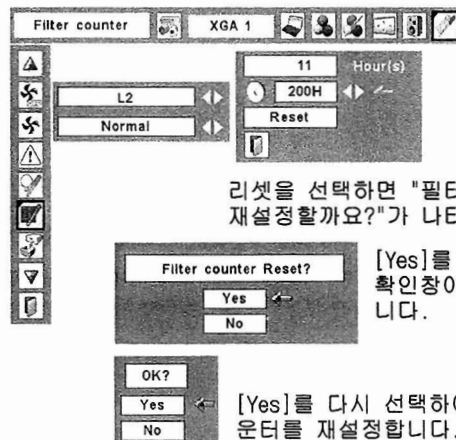 Filter counter
XGA 1
11 Hour(s)
200H
Reset
L2
Normal
리셋을 선택하면 "필터
재설정할까요?"가 나타
Filter counter Reset?
Yes
No
[Yes]를
확인창이
니다.
OK?
Yes
No
[Yes]를 다시 선택하여
운터를 재설정합니다.